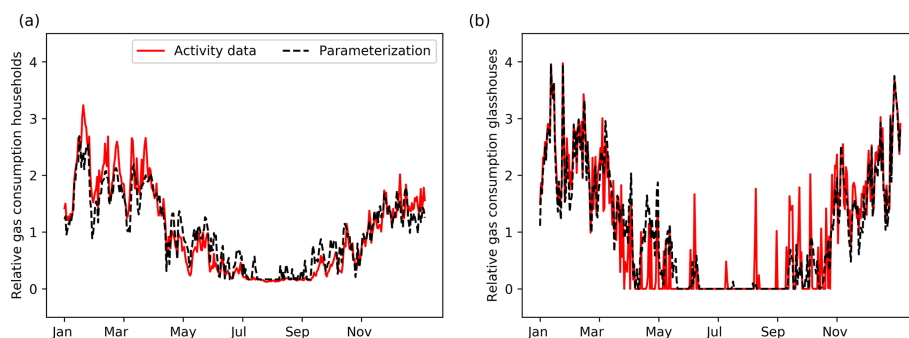 (a)
Relative gas consumption households
Activity data
Parameterization
4
3
2
1
0
Jan Mar May Jul Sep Nov
(b)
Relative gas consumption glasshouses
4
3
2
1
0
Jan Mar May Jul Sep Nov